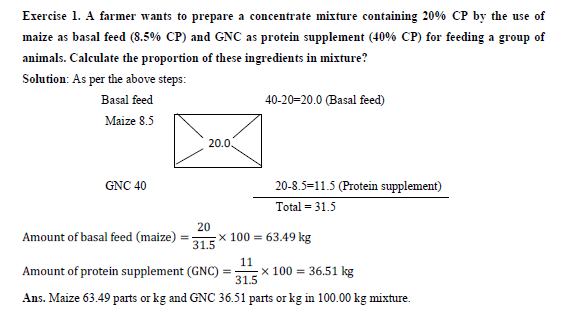 Exercise 1. A farmer wants to prepare a concentrate mixture containing 20% CP by the use of
maize as basal feed (8.5% CP) and GNC as protein supplement (40% CP) for feeding a group of
animals. Calculate the proportion of these ingredients in mixture?
Solution: As per the above steps:
Basal feed 40-20=20.0 (Basal feed)
Maize 8.5
20.0
GNC 40 20-8.5=11.5 (Protein supplement)
Total = 31.5
Amount of basal feed (maize) = 20/31.5 × 100 = 63.49 kg
Amount of protein supplement (GNC) = 11/31.5 × 100 = 36.51 kg
Ans. Maize 63.49 parts or kg and GNC 36.51 parts or kg in 100.00 kg mixture.